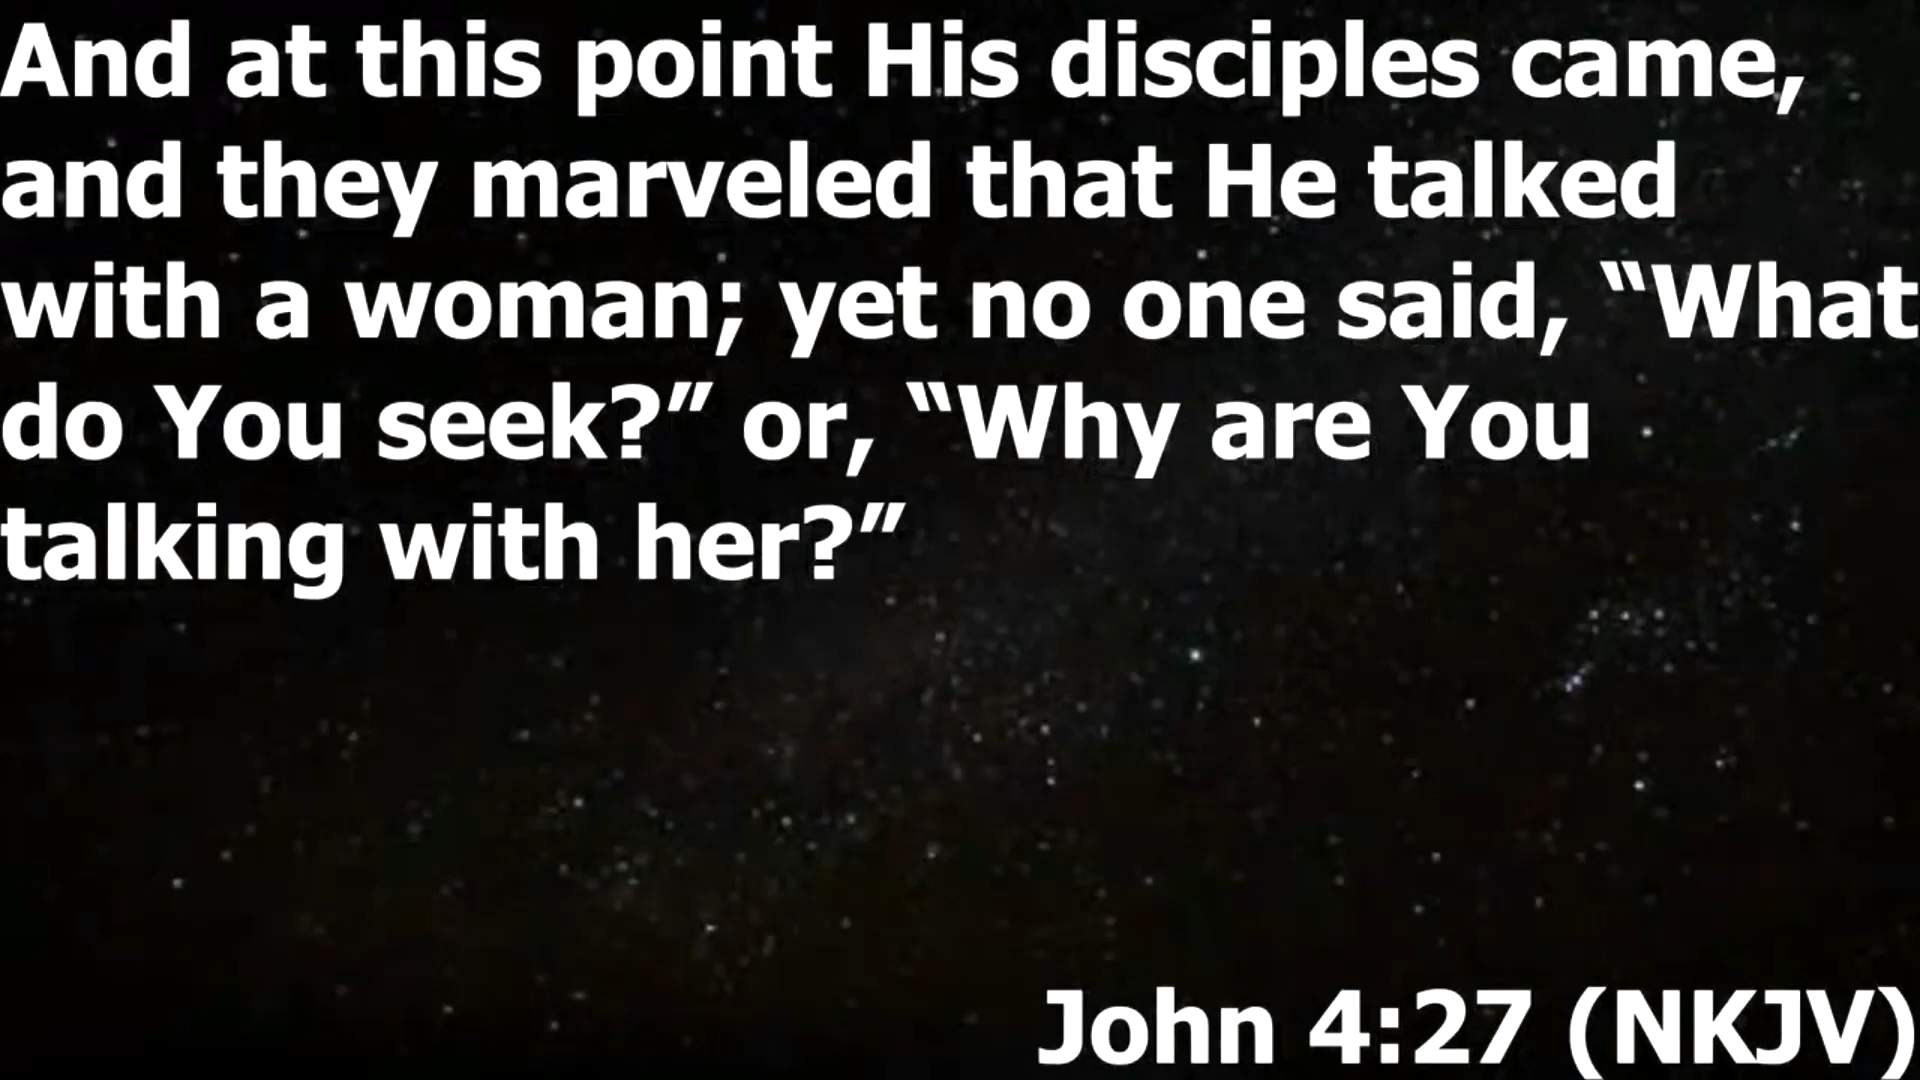 And at this point His disciples came,
and they marveled that He talked
with a woman; yet no one said, “What
do You seek?” or, “Why are You
talking with her?”
John 4:27 (NKJV)